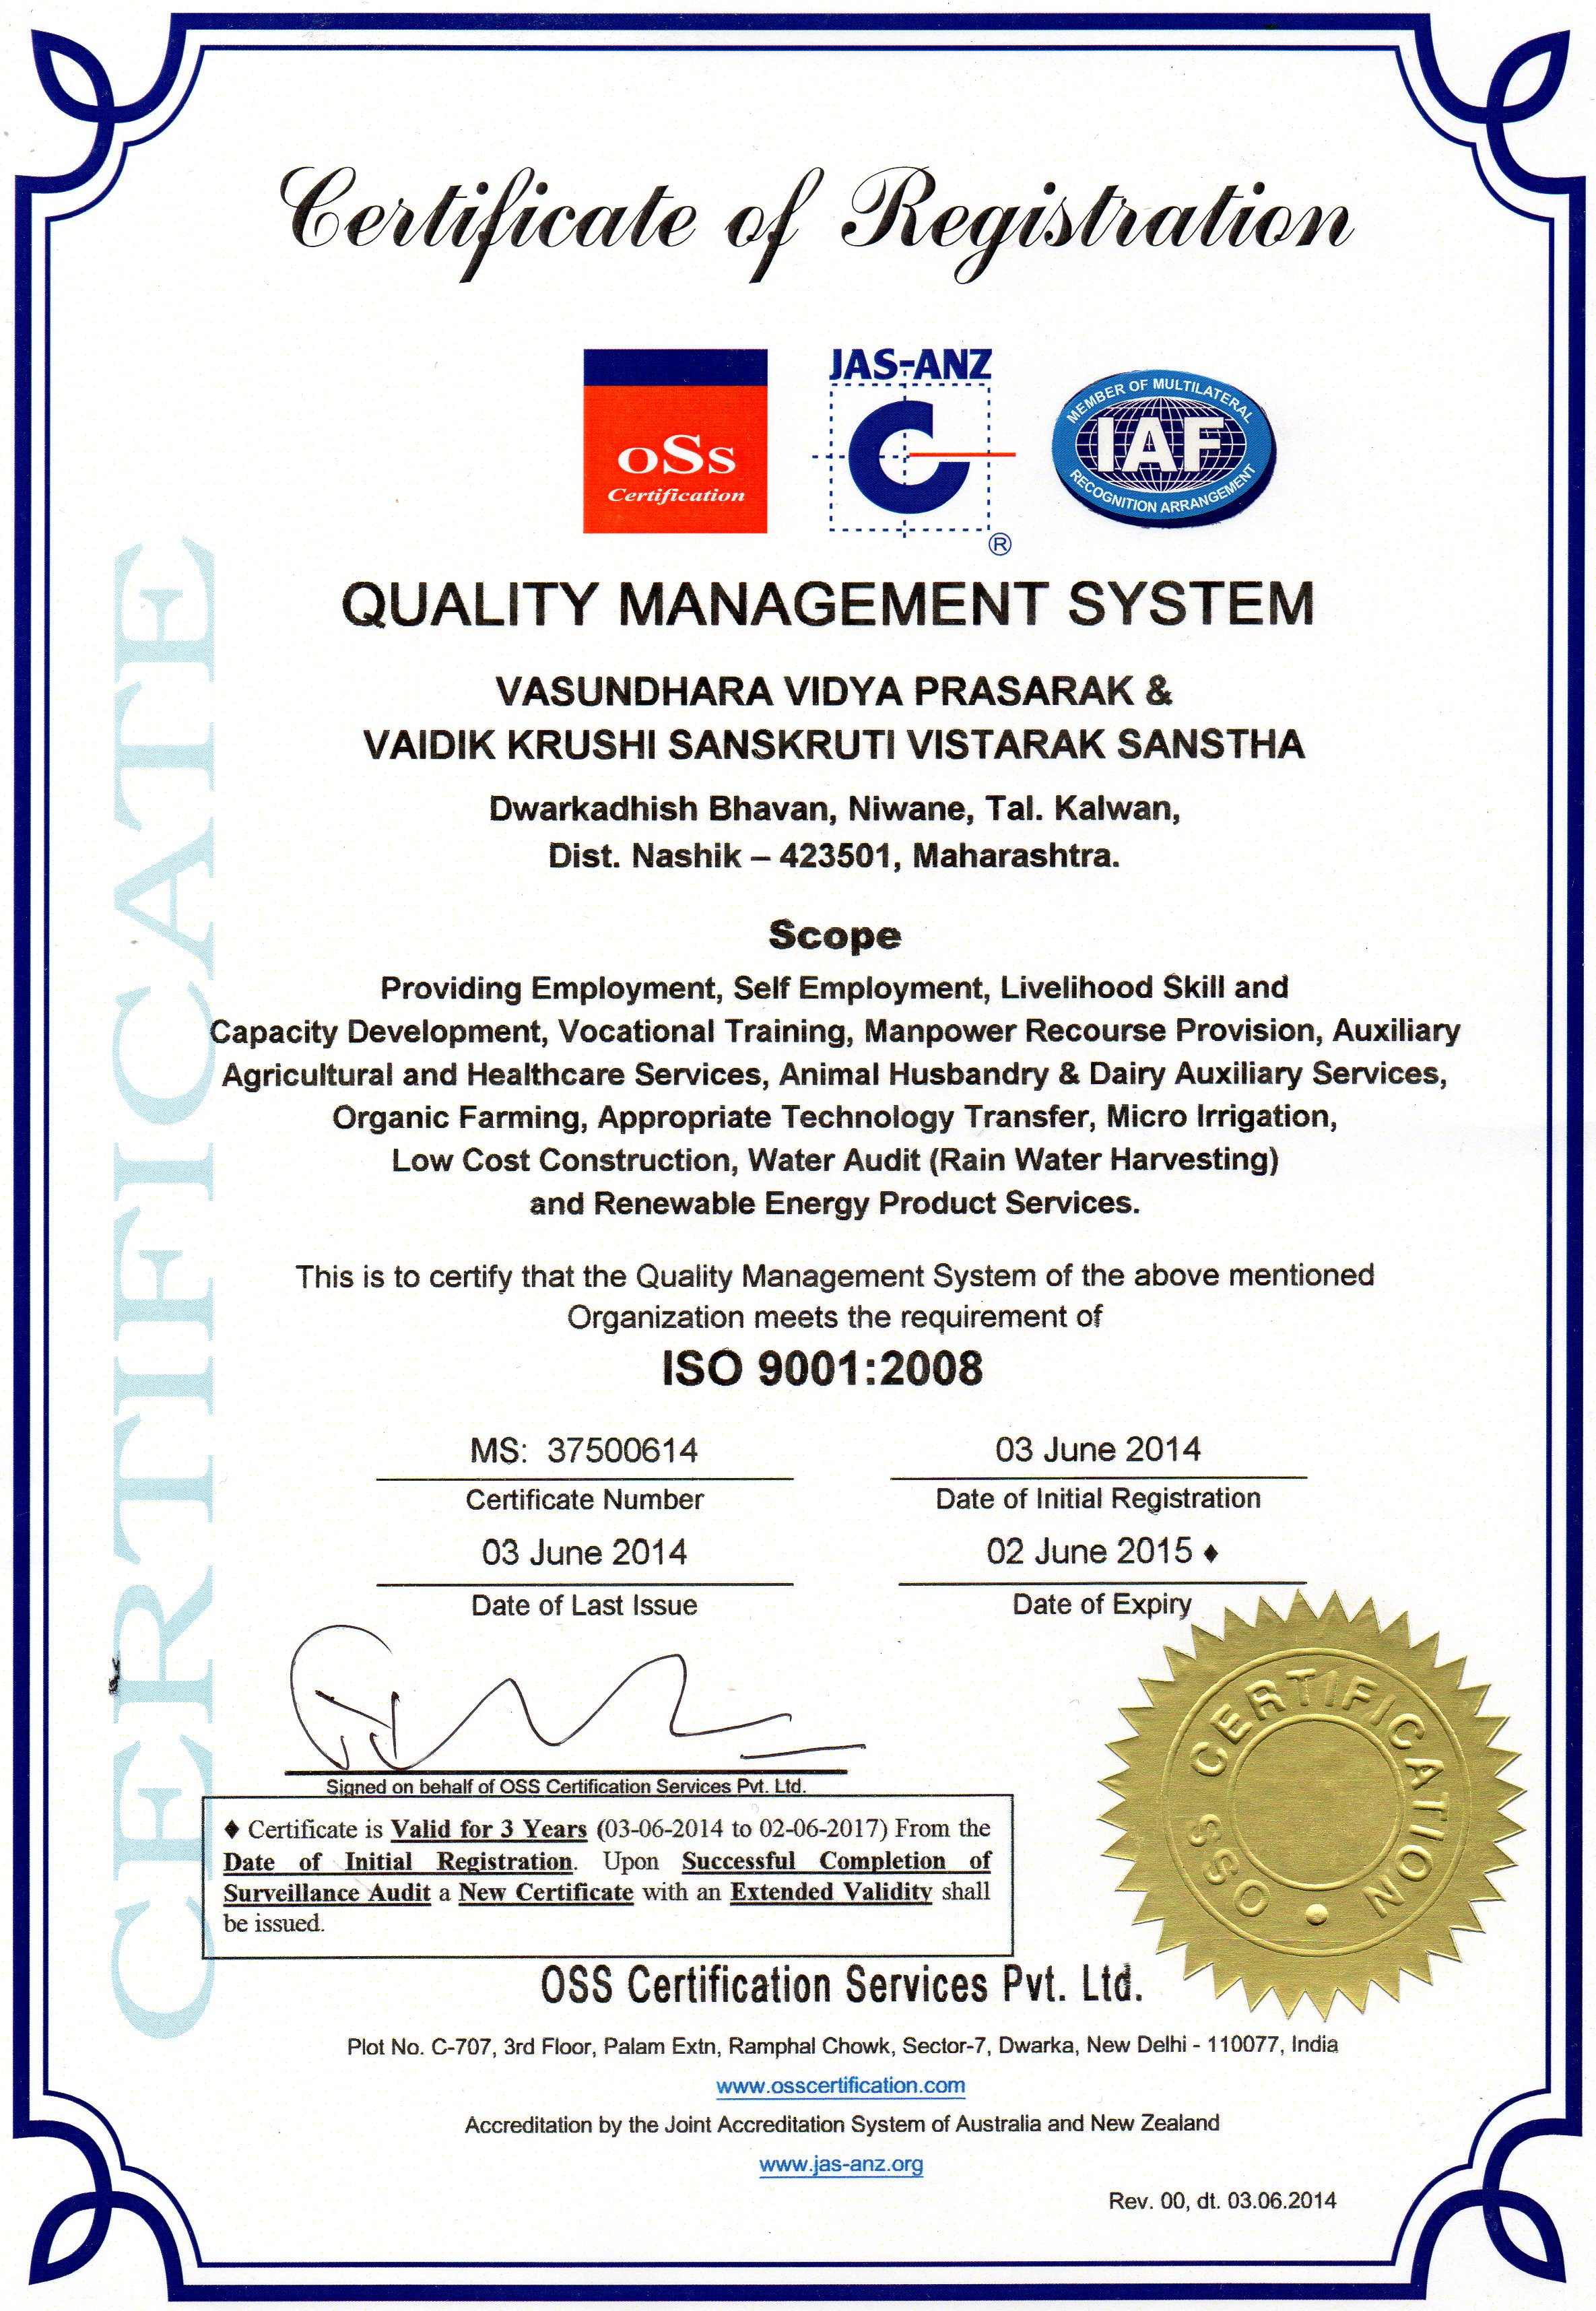 Certificate of Registration
oSs
Certification
JAS-ANZ
®
MEMBER OF MULTILATERAL
IAF
RECOGNITION ARRANGEMENT
CERTIFICATE
QUALITY MANAGEMENT SYSTEM
VASUNDHARA VIDYA PRASARAK &
VAIDIK KRUSHI SANSKRUTI VISTARAK SANSTHA
Dwarkadhish Bhavan, Niwane, Tal. Kalwan,
Dist. Nashik – 423501, Maharashtra.
Scope
Providing Employment, Self Employment, Livelihood Skill and
Capacity Development, Vocational Training, Manpower Recourse Provision, Auxiliary
Agricultural and Healthcare Services, Animal Husbandry & Dairy Auxiliary Services,
Organic Farming, Appropriate Technology Transfer, Micro Irrigation,
Low Cost Construction, Water Audit (Rain Water Harvesting)
and Renewable Energy Product Services.
This is to certify that the Quality Management System of the above mentioned
Organization meets the requirement of
ISO 9001:2008
MS: 37500614
Certificate Number
03 June 2014
Date of Initial Registration
03 June 2014
Date of Last Issue
02 June 2015 ♦
Date of Expiry
Signed on behalf of OSS Certification Services Pvt. Ltd.
♦ Certificate is Valid for 3 Years (03-06-2014 to 02-06-2017) From the
Date of Initial Registration. Upon Successful Completion of
Surveillance Audit a New Certificate with an Extended Validity shall
be issued.
OSS CERTIFICATION
OSS Certification Services Pvt. Ltd.
Plot No. C-707, 3rd Floor, Palam Extn, Ramphal Chowk, Sector-7, Dwarka, New Delhi - 110077, India
www.osscertification.com
Accreditation by the Joint Accreditation System of Australia and New Zealand
www.jas-anz.org
Rev. 00, dt. 03.06.2014